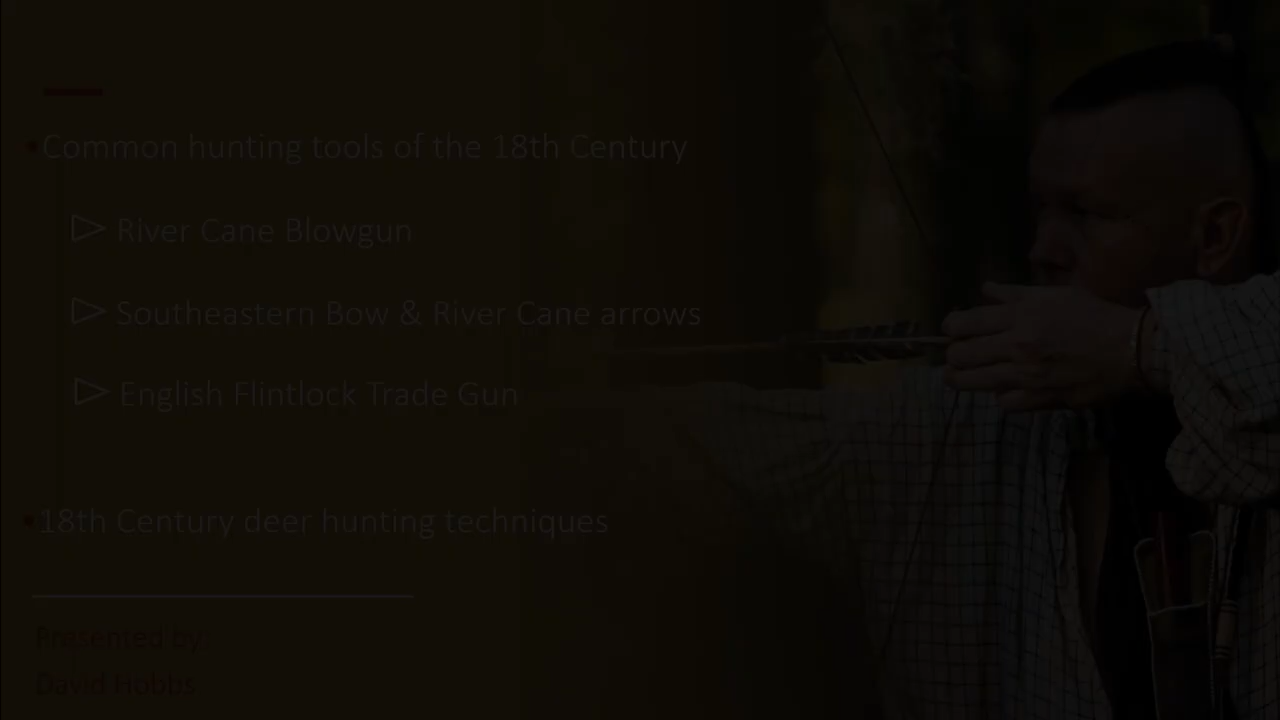 Common hunting tools of the 18th Century
River Cane Blowgun
Southeastern Bow & River Cane arrows
English Flintlock Trade Gun
18th Century deer hunting techniques
Presented by
David Hobbs